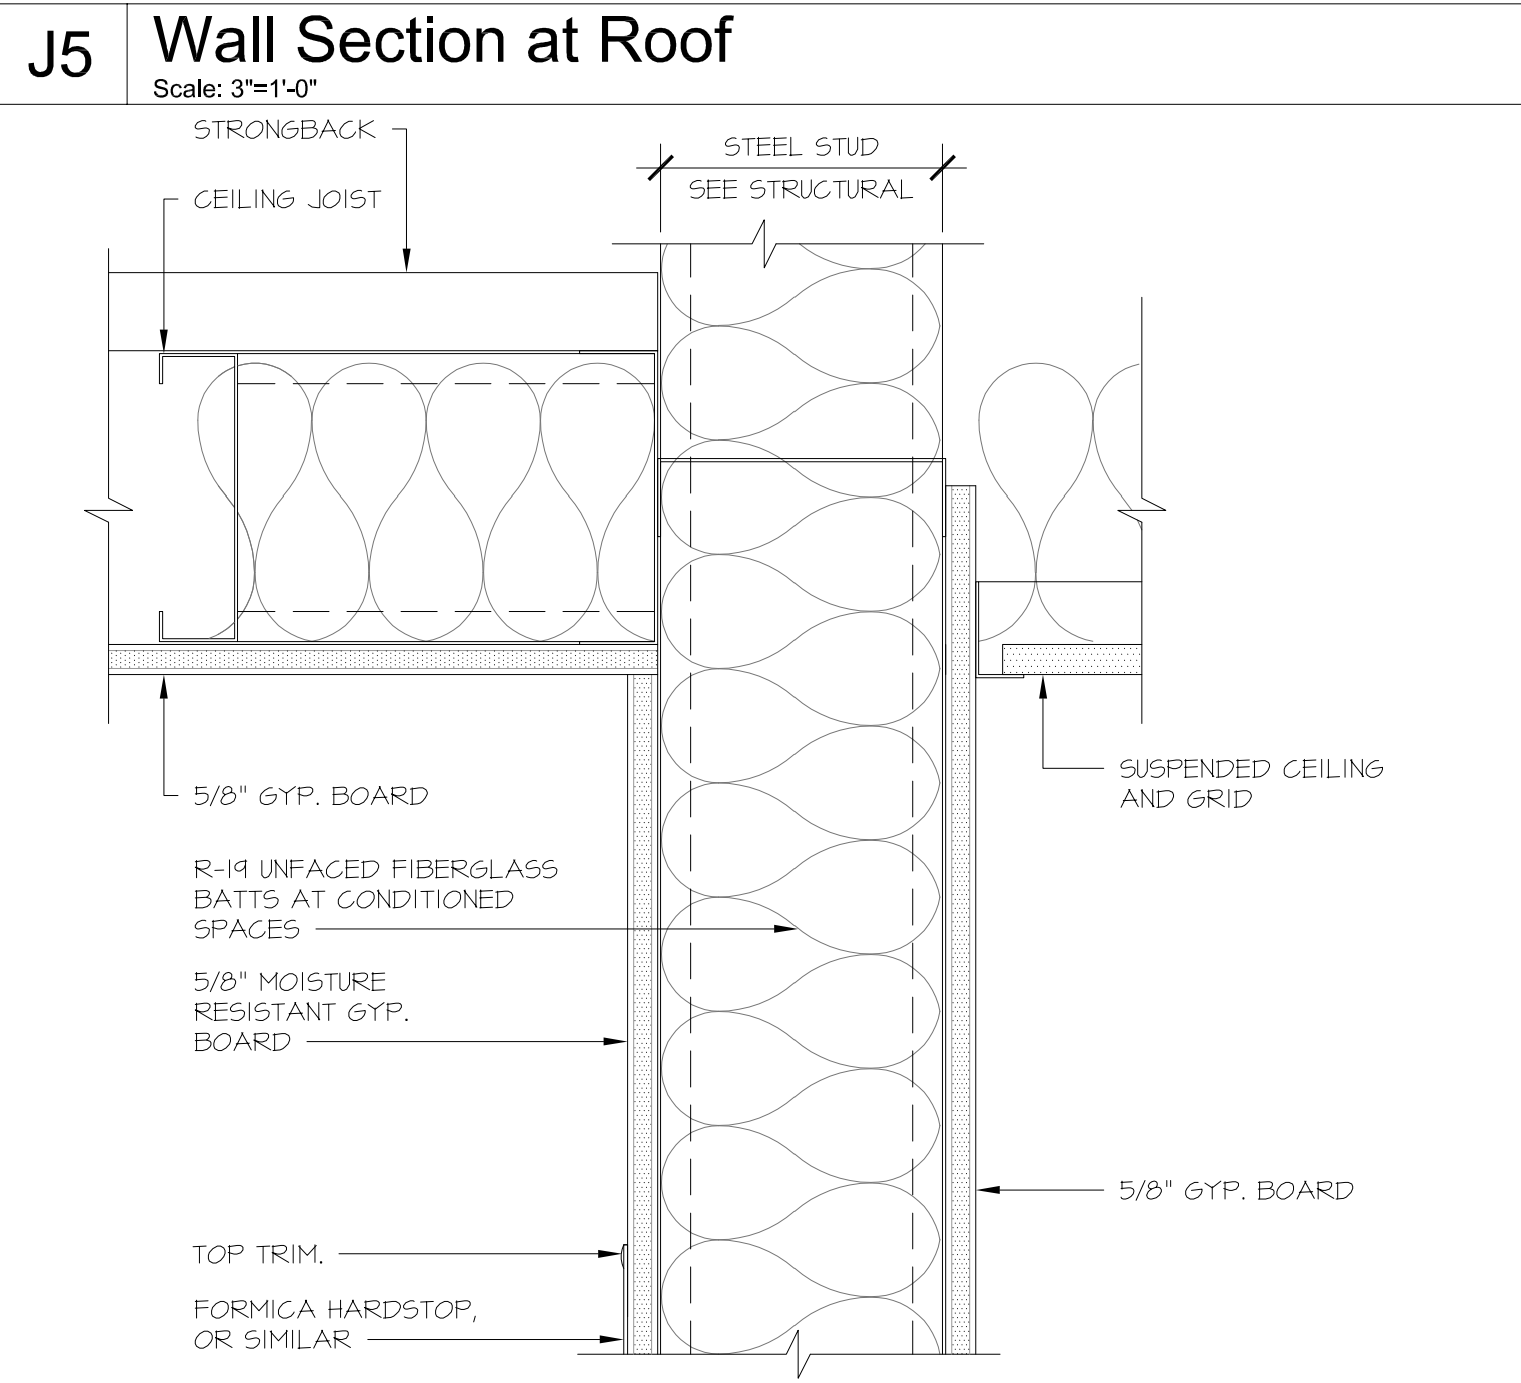 J5
Wall Section at Roof
Scale: 3"=1'-0"
STRONGBACK
CEILING JOIST
STEEL STUD
SEE STRUCTURAL
5/8" GYP. BOARD
R-19 UNFACED FIBERGLASS
BATTS AT CONDITIONED
SPACES
5/8" MOISTURE
RESISTANT GYP.
BOARD
TOP TRIM.
FORMICA HARDSTOP,
OR SIMILAR
SUSPENDED CEILING
AND GRID
5/8" GYP. BOARD